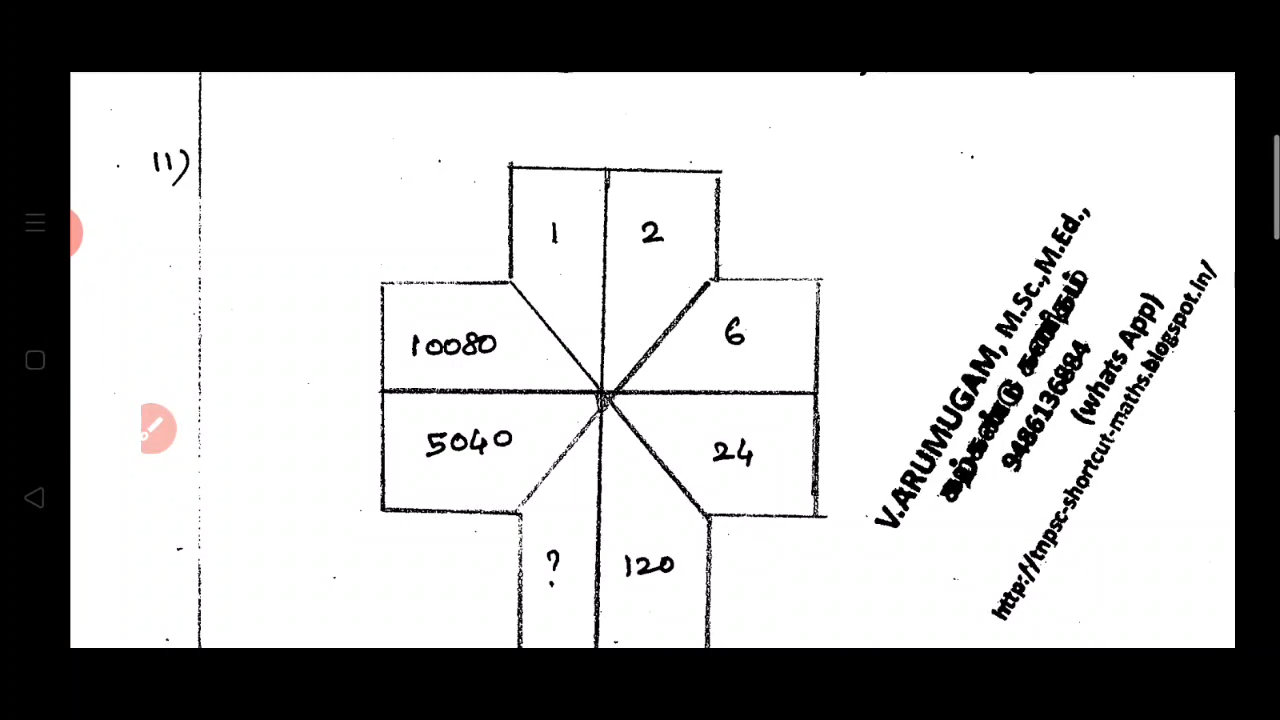 11)
1 2
10080 6
5040 24
? 120
V.ARUMUGAM, M.Sc.,M.Ed.,
9486136884
(whats App)
http://tnpsc-shortcut-maths.blogspot.in/